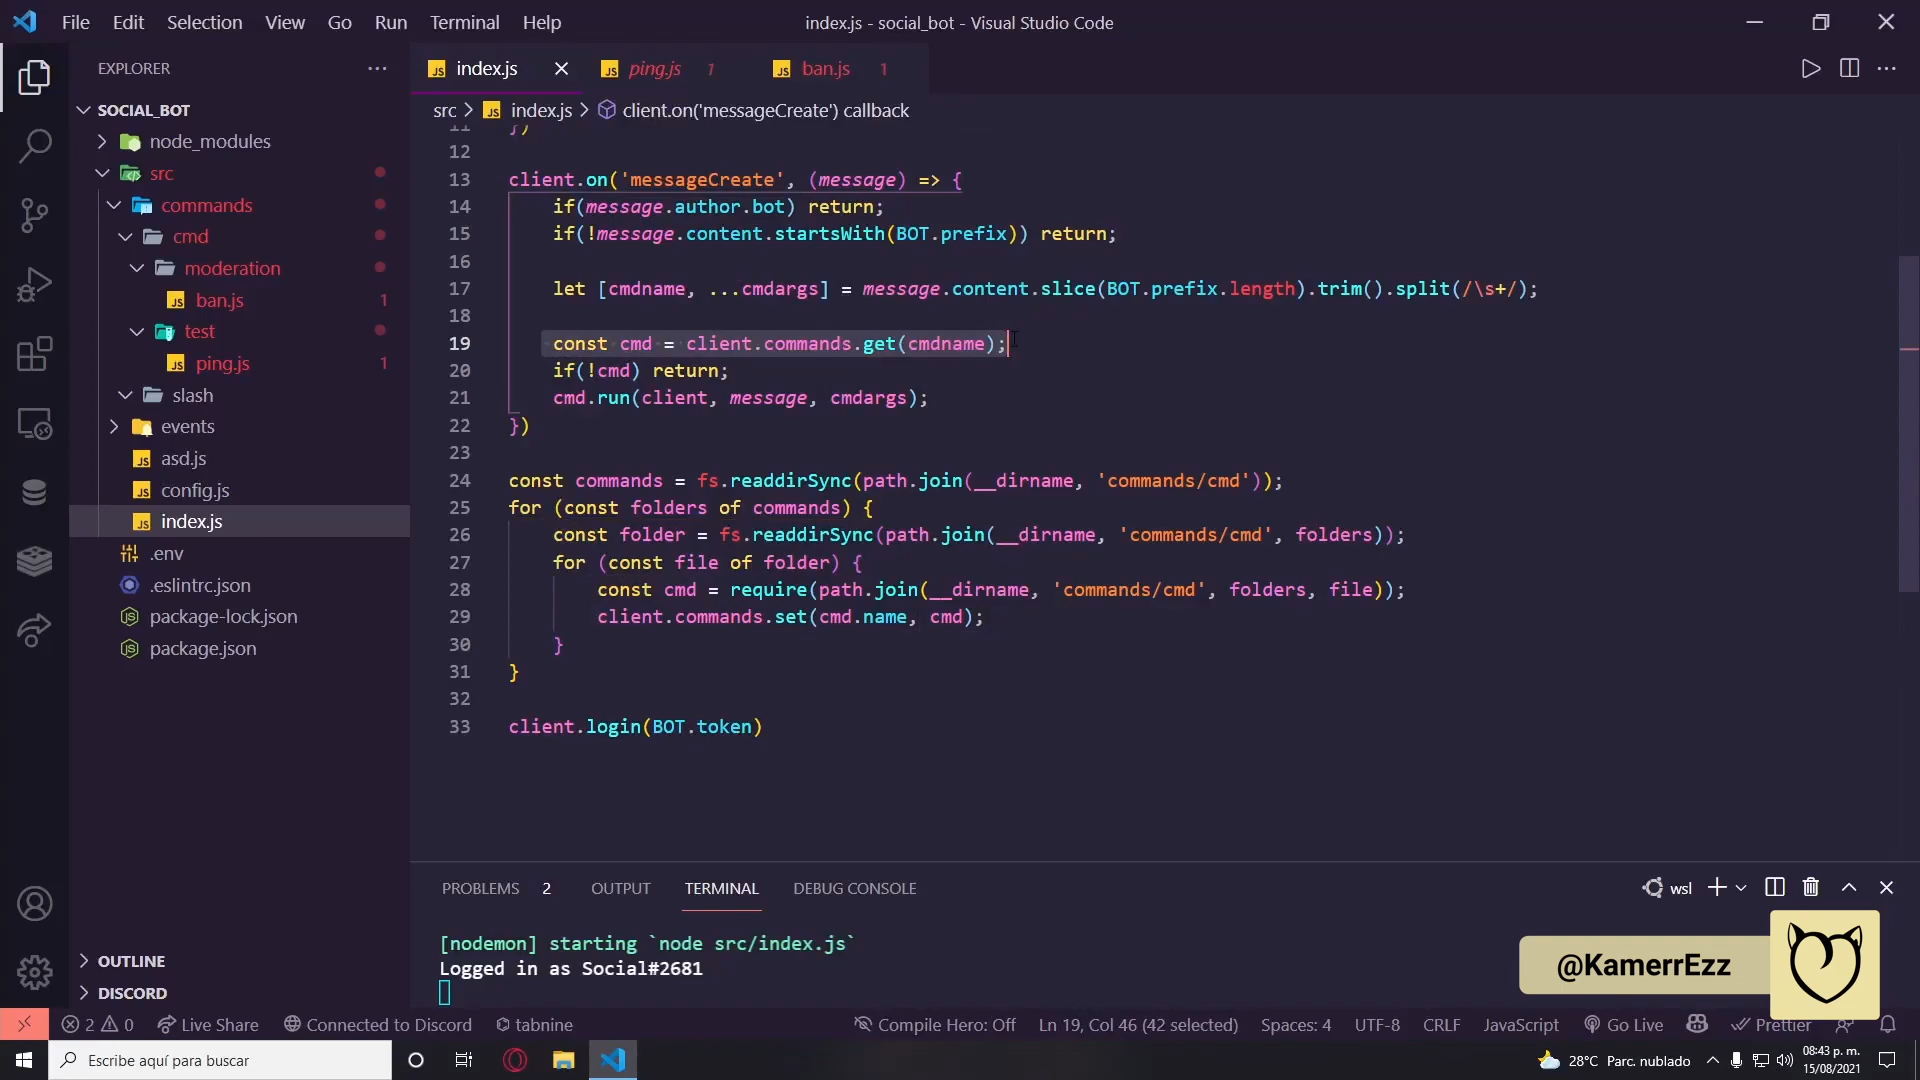 File Edit Selection View Go Run Terminal Help
index.js - social_bot - Visual Studio Code
EXPLORER
SOCIAL_BOT
node_modules
src
commands
cmd
moderation
ban.js 1
test
ping.js 1
slash
events
asd.js
config.js
index.js
.env
.eslintrc.json
package-lock.json
package.json
OUTLINE
DISCORD
index.js
ping.js 1
ban.js 1
src > index.js > client.on('messageCreate') callback
11 })
12
13 client.on('messageCreate', (message) => {
14 if(message.author.bot) return;
15 if(!message.content.startsWith(BOT.prefix)) return;
16
17 let [cmdname, ...cmdargs] = message.content.slice(BOT.prefix.length).trim().split(/\s+/);
18
19 const cmd = client.commands.get(cmdname);
20 if(!cmd) return;
21 cmd.run(client, message, cmdargs);
22 })
23
24 const commands = fs.readdirSync(path.join(__dirname, 'commands/cmd'));
25 for (const folders of commands) {
26 const folder = fs.readdirSync(path.join(__dirname, 'commands/cmd', folders));
27 for (const file of folder) {
28 const cmd = require(path.join(__dirname, 'commands/cmd', folders, file));
29 client.commands.set(cmd.name, cmd);
30 }
31 }
32
33 client.login(BOT.token)
PROBLEMS 2 OUTPUT TERMINAL DEBUG CONSOLE
wsl
[nodemon] starting `node src/index.js`
Logged in as Social#2681
@KamerrEzz
2 0 Live Share Connected to Discord tabnine
Compile Hero: Off Ln 19, Col 46 (42 selected) Spaces: 4 UTF-8 CRLF JavaScript Go Live Prettier
Escribe aquí para buscar
28°C Parc. nublado
08:43 p. m.
15/08/2021